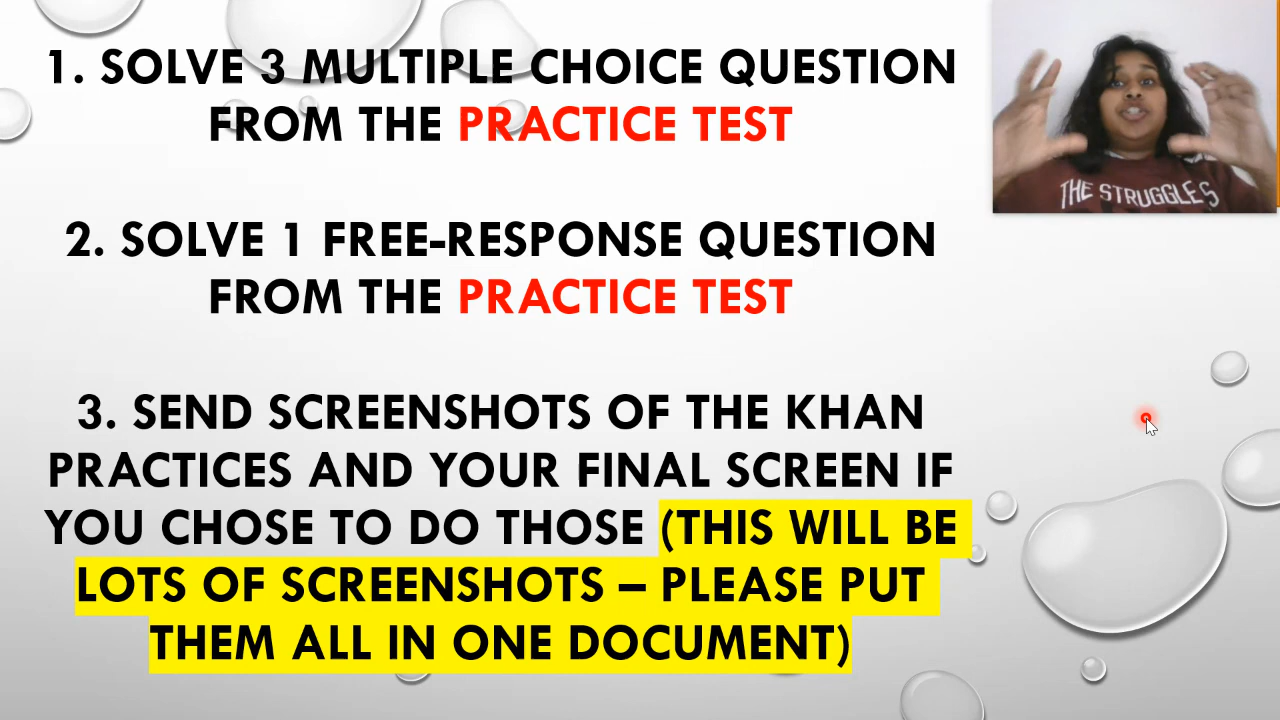 1. SOLVE 3 MULTIPLE CHOICE QUESTION
FROM THE PRACTICE TEST
2. SOLVE 1 FREE-RESPONSE QUESTION
FROM THE PRACTICE TEST
3. SEND SCREENSHOTS OF THE KHAN
PRACTICES AND YOUR FINAL SCREEN IF
YOU CHOSE TO DO THOSE (THIS WILL BE
LOTS OF SCREENSHOTS – PLEASE PUT
THEM ALL IN ONE DOCUMENT)
THE STRUGGLES